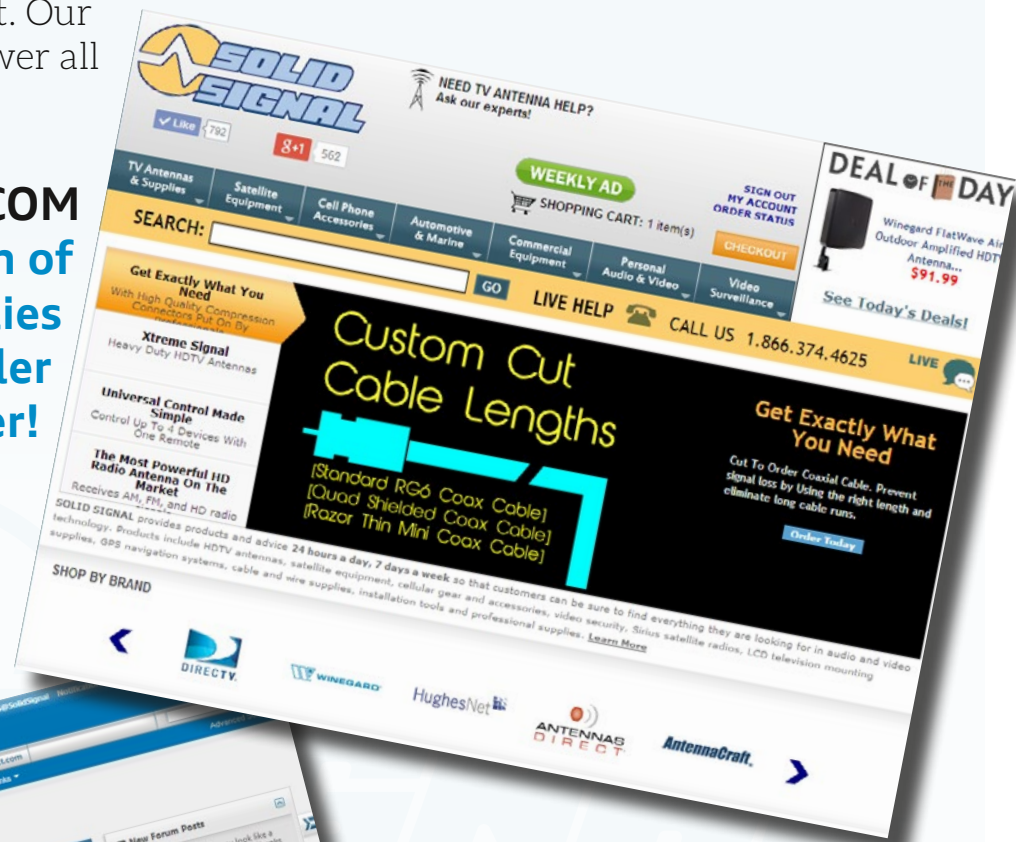 t. Our
wer all
COM
n of
lies
ler
er!
SOLID
SIGNAL
NEED TV ANTENNA HELP?
Ask our experts!
Like 792
g+1 562
WEEKLY AD
SHOPPING CART: 1 item(s)
SIGN OUT
MY ACCOUNT
ORDER STATUS
CHECKOUT
DEAL OF THE DAY
Winegard FlatWave Air
Outdoor Amplified HDTV
Antenna...
$91.99
See Today's Deals!
TV Antennas
& Supplies
Satellite
Equipment
Cell Phone
Accessories
Automotive
& Marine
Commercial
Equipment
Personal
Audio & Video
Video
Surveillance
SEARCH:
GO
LIVE HELP
CALL US 1.866.374.4625
LIVE
Get Exactly What You
Need
With High Quality Compression
Connectors Put On By
Professionals
Xtreme Signal
Heavy Duty HDTV Antennas
Universal Control Made
Simple
Control Up To 4 Devices With
One Remote
The Most Powerful HD
Radio Antenna On The
Market
Receives AM, FM, and HD radio
Custom Cut
Cable Lengths
[Standard RG6 Coax Cable]
[Quad Shielded Coax Cable]
[Razor Thin Mini Coax Cable]
Get Exactly What
You Need
Cut To Order Coaxial Cable. Prevent
signal loss by Using the right length and
eliminate long cable runs.
Order Today
SOLID SIGNAL provides products and advice 24 hours a day, 7 days a week so that customers can be sure to find everything they are looking for in audio and video
technology. Products include HDTV antennas, satellite equipment, cellular gear and accessories, video security, Sirius satellite radios, LCD television mounting
supplies, GPS navigation systems, cable and wire supplies, installation tools and professional supplies. Learn More
SHOP BY BRAND
DIRECTV
WINEGARD
HughesNet
ANTENNAS
DIRECT
AntennaCraft
@SolidSignal
ct.com
Advanced
New Forum Posts
look like a